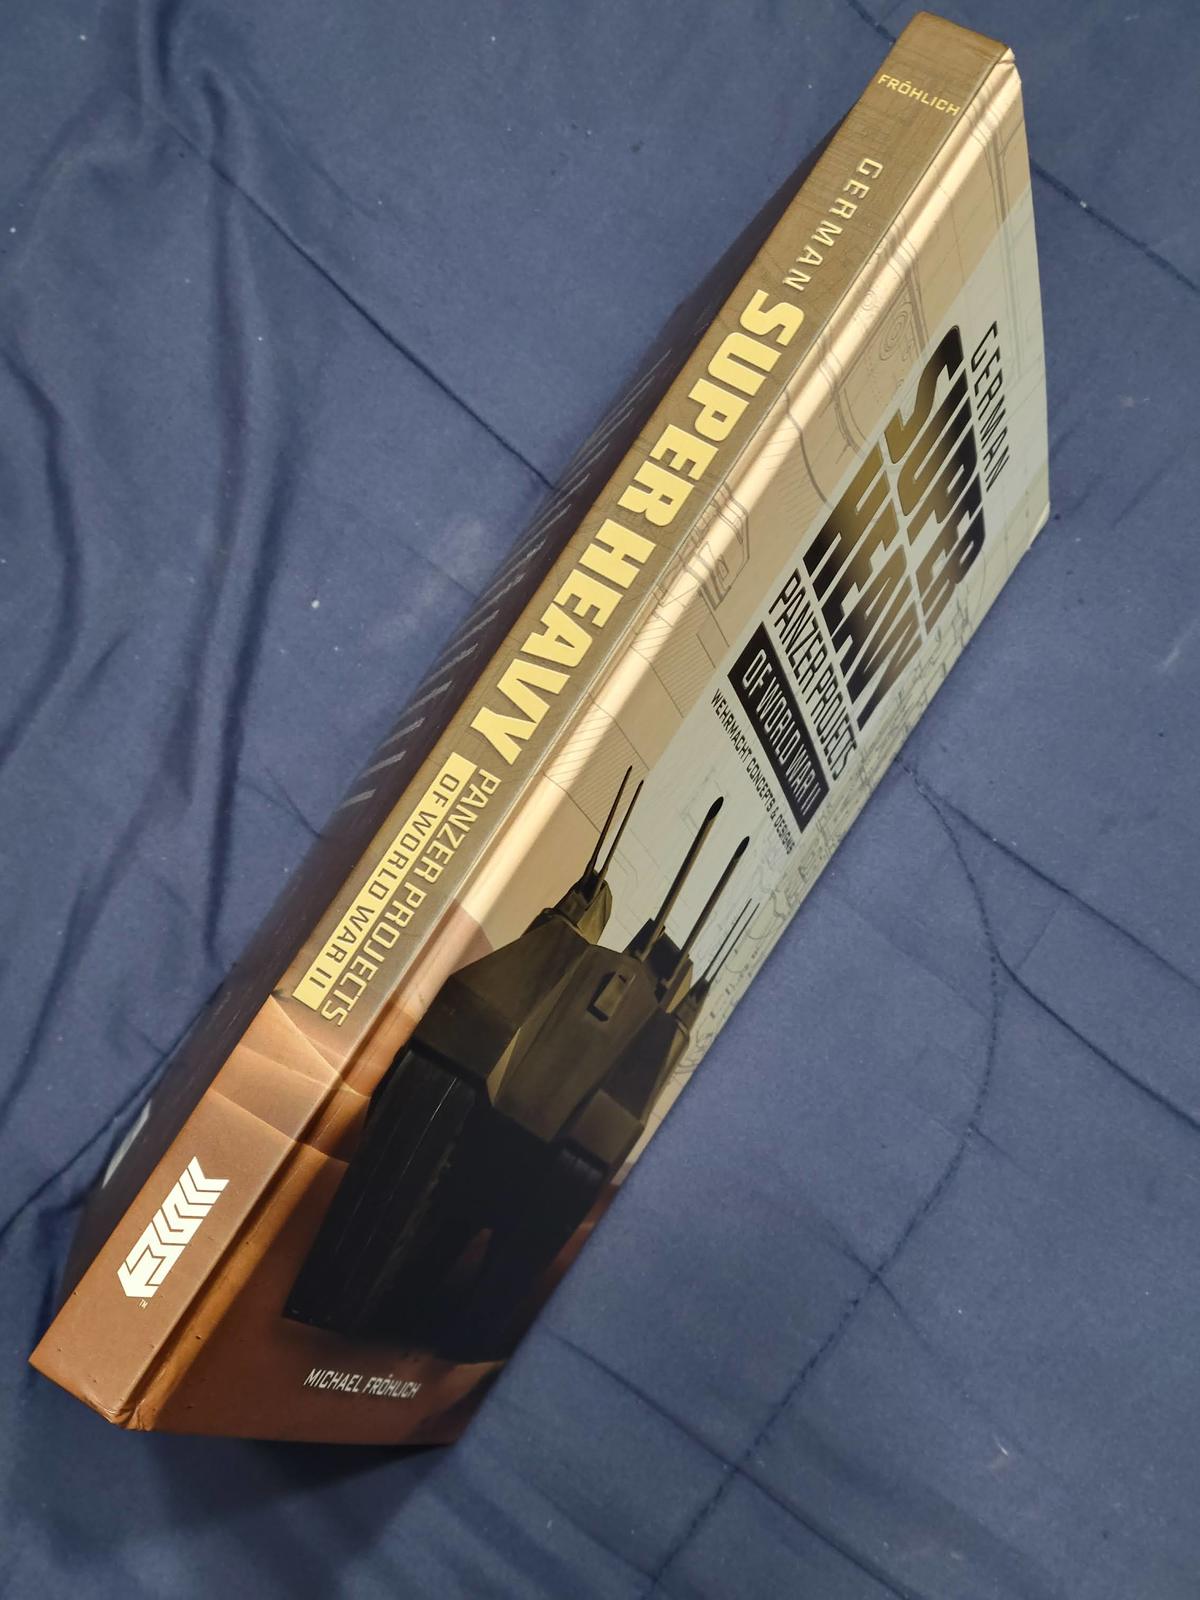 FRÖHLICH
GERMAN SUPER HEAVY
PANZER PROJECTS
OF WORLD WAR II
TM
GERMAN
SUPER
HEAVY
PANZER PROJECTS
OF WORLD WAR II
WEHRMACHT CONCEPTS & DESIGNS
MICHAEL FRÖHLICH